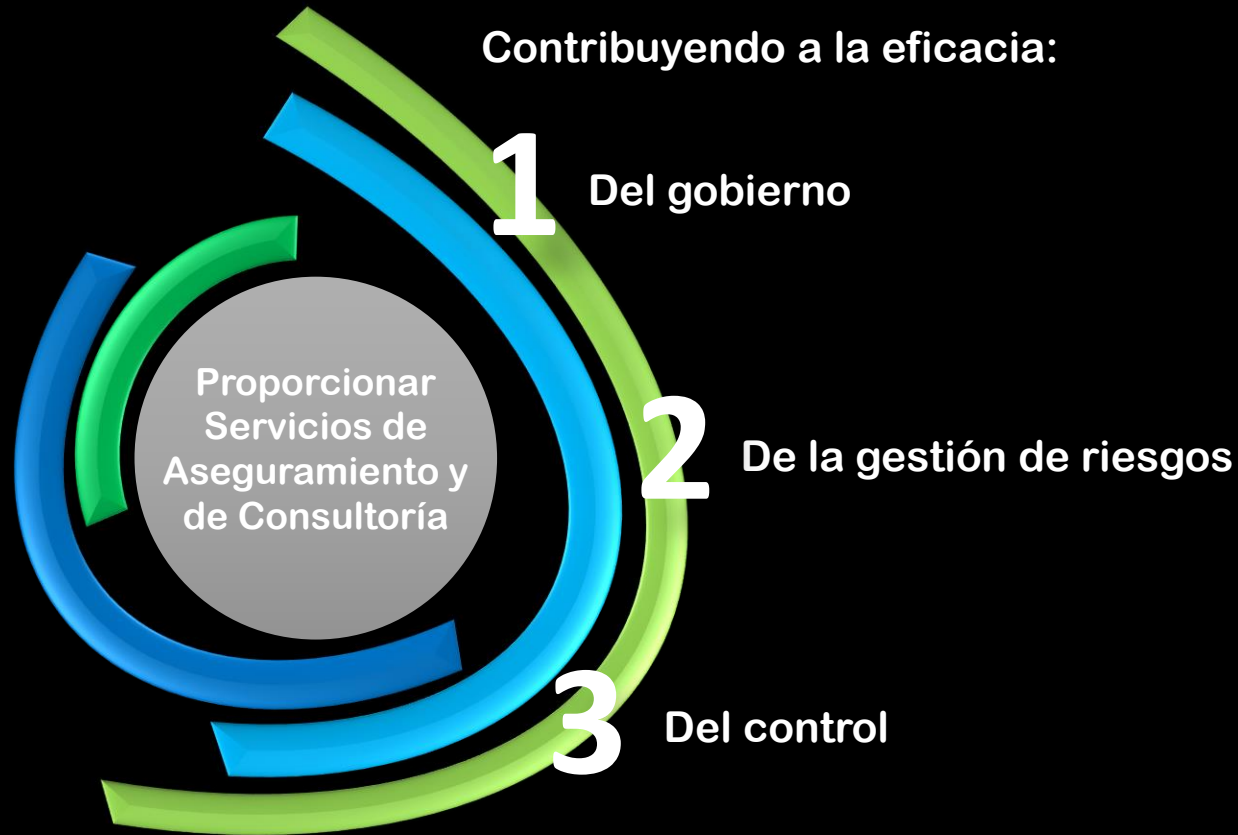 Contribuyendo a la eficacia:
1 Del gobierno
Proporcionar
Servicios de
Aseguramiento y
de Consultoría
2 De la gestión de riesgos
3 Del control